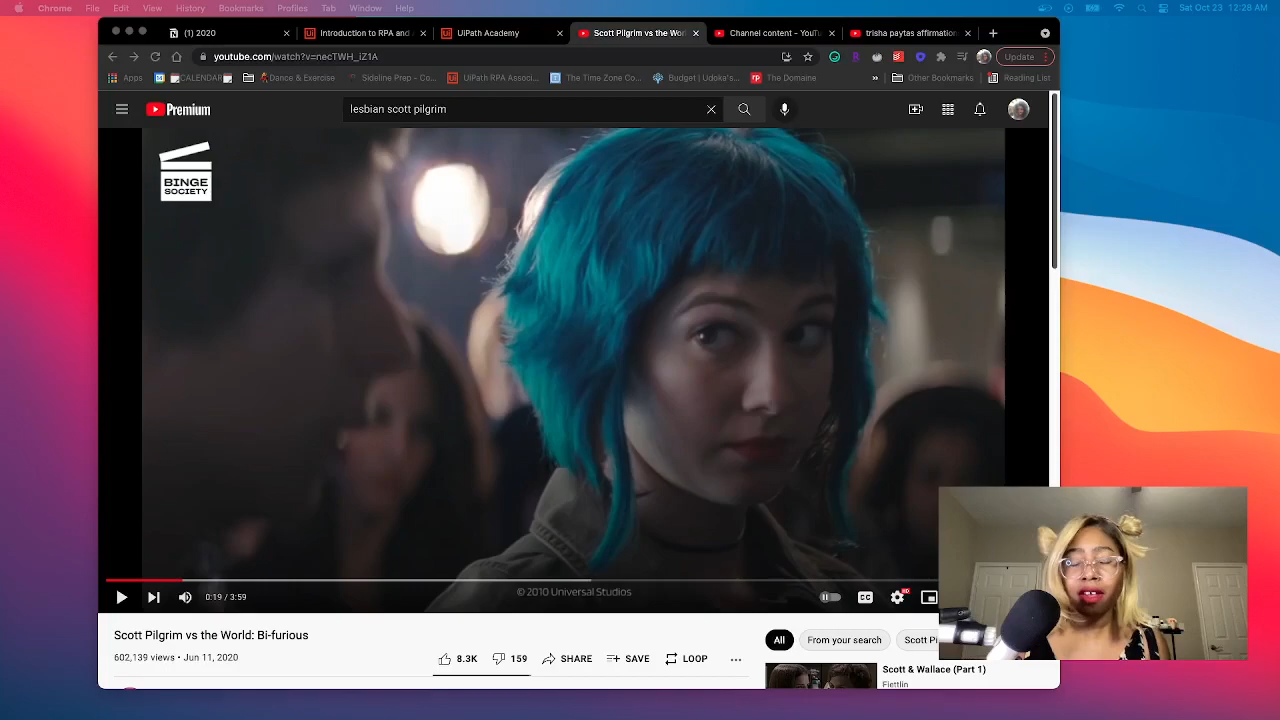 Chrome File Edit View History Bookmarks Profiles Tab Window Help Sat Oct 23 12:28 AM
(1) 2020 Introduction to RPA and UiPath Academy Scott Pilgrim vs the Worl Channel content - YouTu trisha paytas affirmation
youtube.com/watch?v=necTWH_iZ1A Update
Apps CALENDAR Dance & Exercise Sideline Prep - Co... UiPath RPA Associ... The Time Zone Co... Budget | Udoka's... The Domaine » Other Bookmarks Reading List
Premium lesbian scott pilgrim
BINGE
SOCIETY
0:19 / 3:59 CC HD
© 2010 Universal Studios
Scott Pilgrim vs the World: Bi-furious
602,139 views • Jun 11, 2020 8.3K SHARE SAVE LOOP
All From your search Scott Pi
Scott & Wallace (Part 1)
Fiettlin